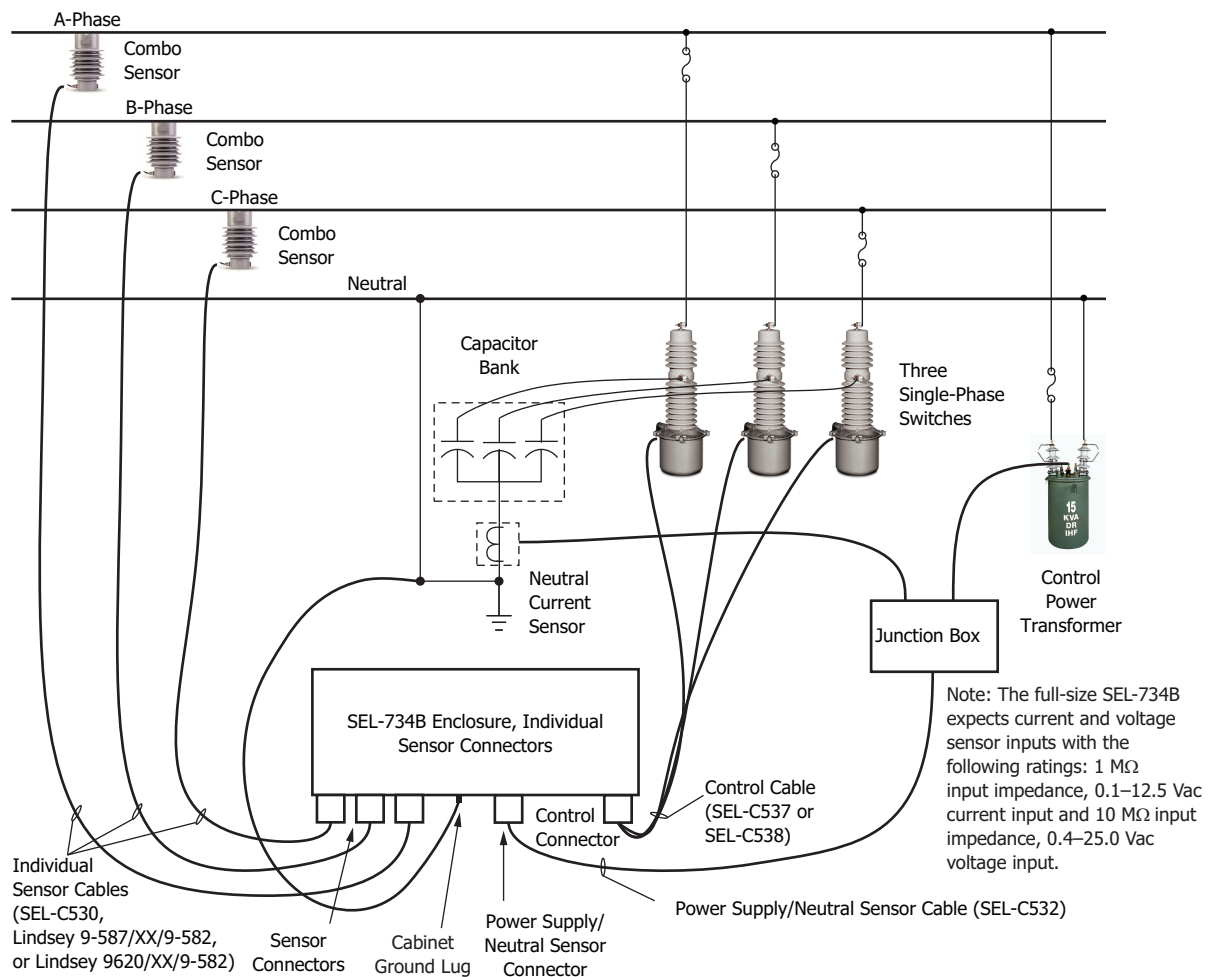 A-Phase
Combo
Sensor
B-Phase
Combo
Sensor
C-Phase
Combo
Sensor
Neutral
Capacitor
Bank
Three
Single-Phase
Switches
15
KVA
DR
IHF
Neutral
Current
Sensor
Control
Power
Transformer
Junction Box
SEL-734B Enclosure, Individual
Sensor Connectors
Note: The full-size SEL-734B
expects current and voltage
sensor inputs with the
following ratings: 1 MΩ
input impedance, 0.1–12.5 Vac
current input and 10 MΩ input
impedance, 0.4–25.0 Vac
voltage input.
Control
Connector
Control Cable
(SEL-C537 or
SEL-C538)
Individual
Sensor Cables
(SEL-C530,
Lindsey 9-587/XX/9-582,
or Lindsey 9620/XX/9-582)
Sensor
Connectors
Cabinet
Ground Lug
Power Supply/
Neutral Sensor
Connector
Power Supply/Neutral Sensor Cable (SEL-C532)